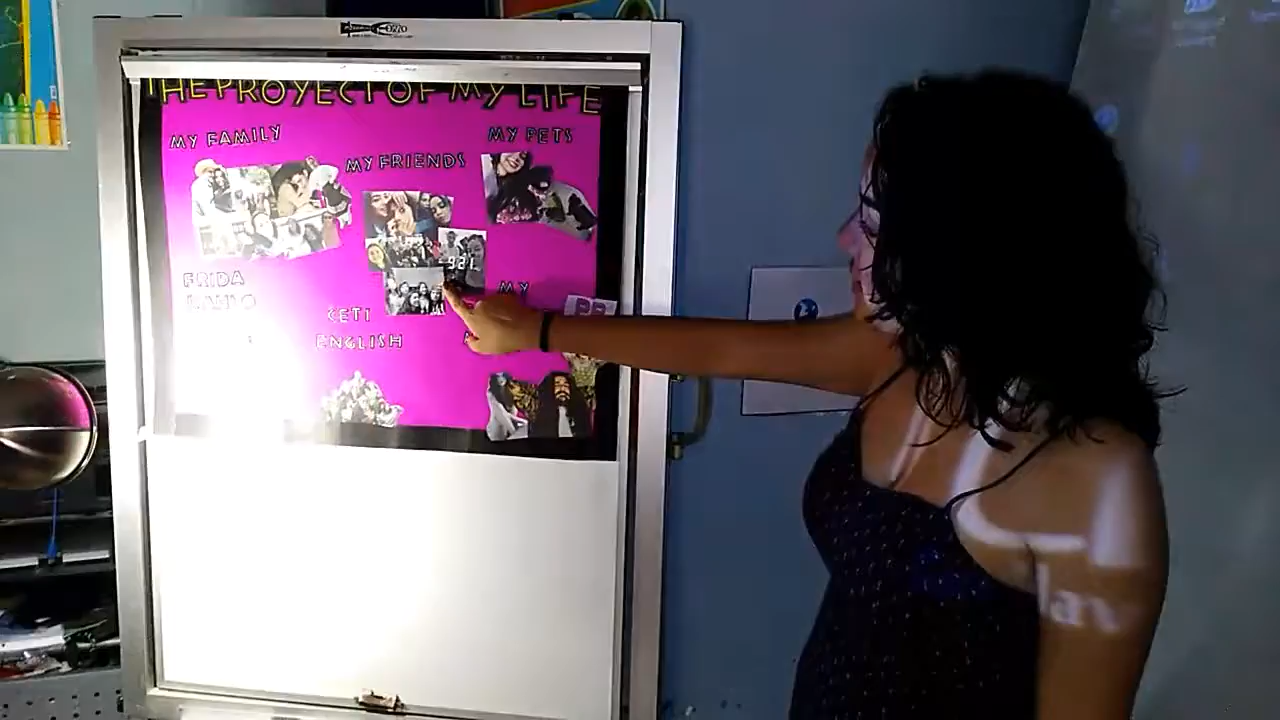 THE PROYECT OF MY LIFE
MY FAMILY
MY PETS
MY FRIENDS
FRIDA
MY
CETI
ENGLISH